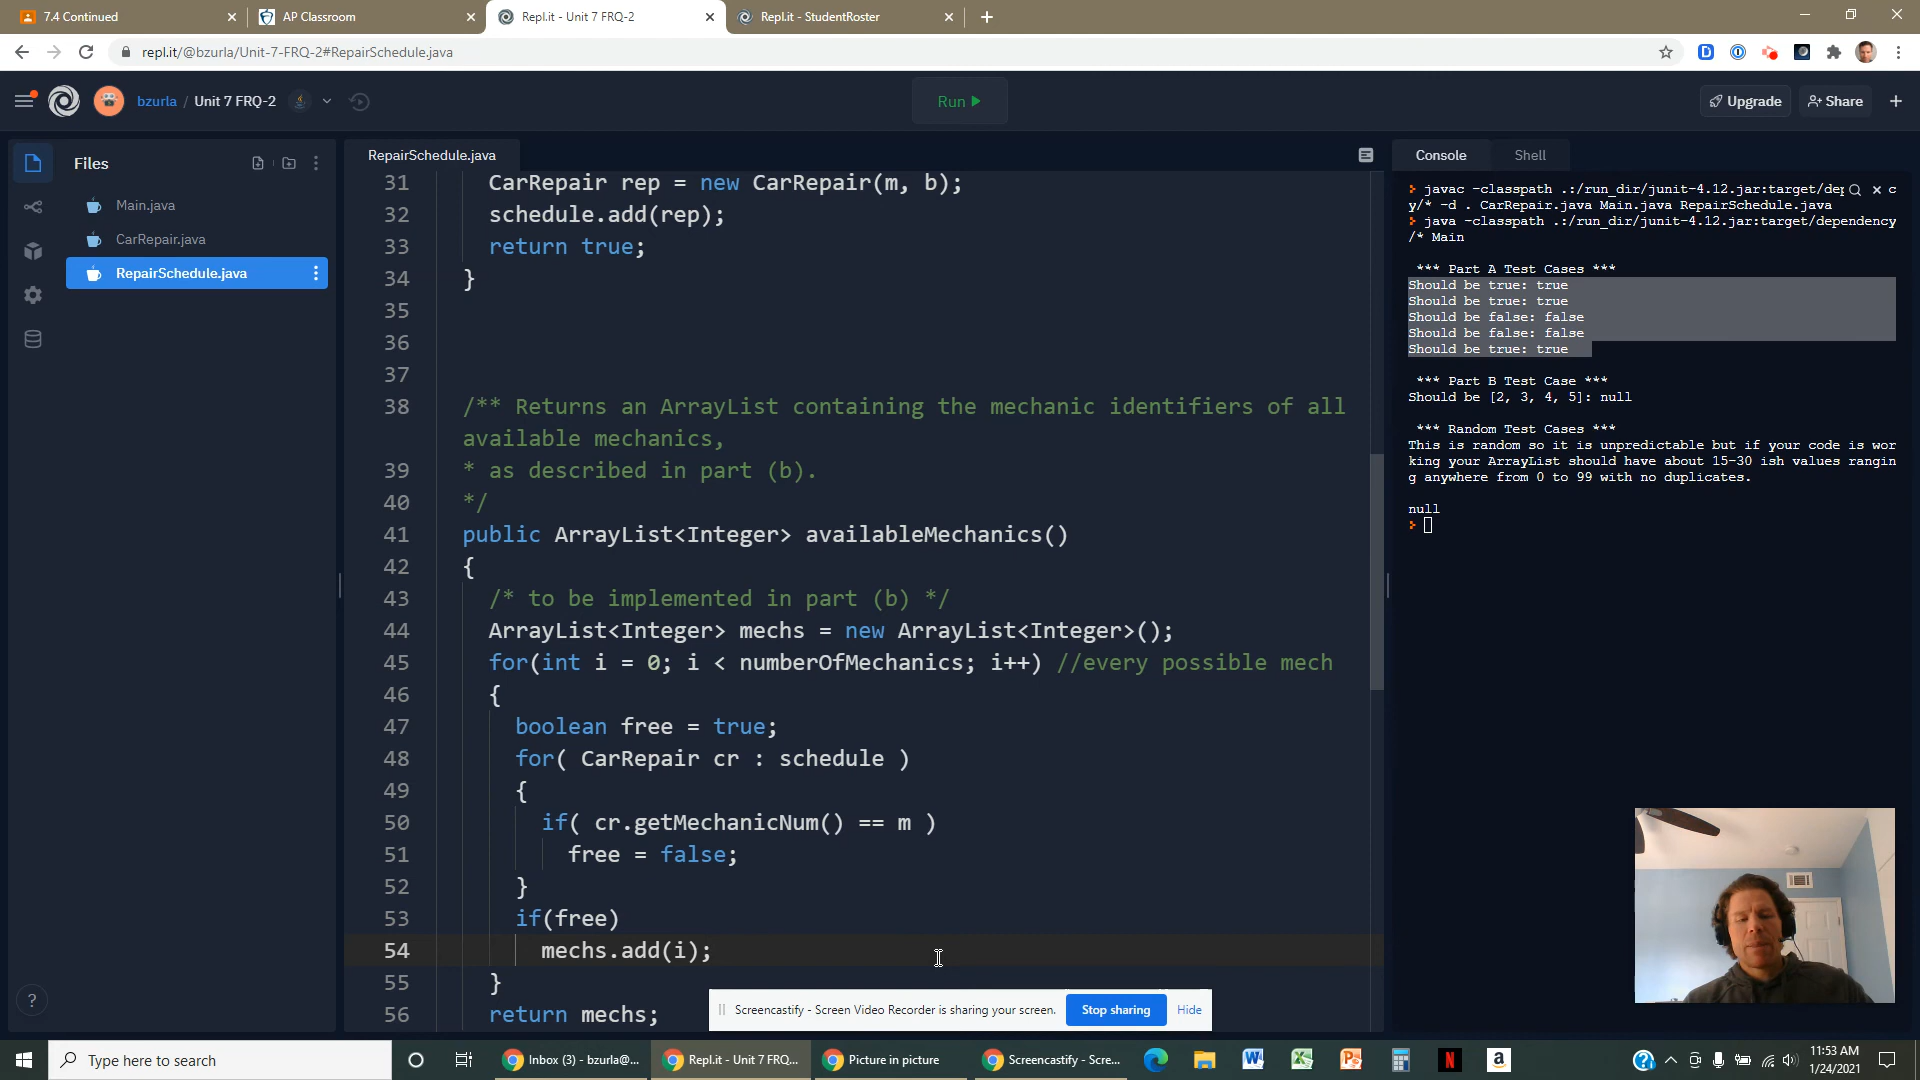 7.4 Continued
AP Classroom
Repl.it - Unit 7 FRQ-2
Repl.it - StudentRoster
repl.it/@bzurla/Unit-7-FRQ-2#RepairSchedule.java
bzurla / Unit 7 FRQ-2
Run
Upgrade
Share
Files
Main.java
CarRepair.java
RepairSchedule.java
RepairSchedule.java
31 CarRepair rep = new CarRepair(m, b);
32 schedule.add(rep);
33 return true;
34 }
35
36
37
38 /** Returns an ArrayList containing the mechanic identifiers of all
available mechanics,
39 * as described in part (b).
40 */
41 public ArrayList<Integer> availableMechanics()
42 {
43 /* to be implemented in part (b) */
44 ArrayList<Integer> mechs = new ArrayList<Integer>();
45 for(int i = 0; i < numberOfMechanics; i++) //every possible mech
46 {
47 boolean free = true;
48 for( CarRepair cr : schedule )
49 {
50 if( cr.getMechanicNum() == m )
51 free = false;
52 }
53 if(free)
54 mechs.add(i);
55 }
56 return mechs;
Console
Shell
javac -classpath .:/run_dir/junit-4.12.jar:target/dep
y/* -d . CarRepair.java Main.java RepairSchedule.java
java -classpath .:/run_dir/junit-4.12.jar:target/dependency
/* Main
*** Part A Test Cases ***
Should be true: true
Should be true: true
Should be false: false
Should be false: false
Should be true: true
*** Part B Test Case ***
Should be [2, 3, 4, 5]: null
*** Random Test Cases ***
This is random so it is unpredictable but if your code is wor
king your ArrayList should have about 15-30 ish values rangin
g anywhere from 0 to 99 with no duplicates.
null
Screencastify - Screen Video Recorder is sharing your screen.
Stop sharing
Hide
Type here to search
Inbox (3) - bzurla@...
Repl.it - Unit 7 FRQ...
Picture in picture
Screencastify - Scre...
11:53 AM
1/24/2021